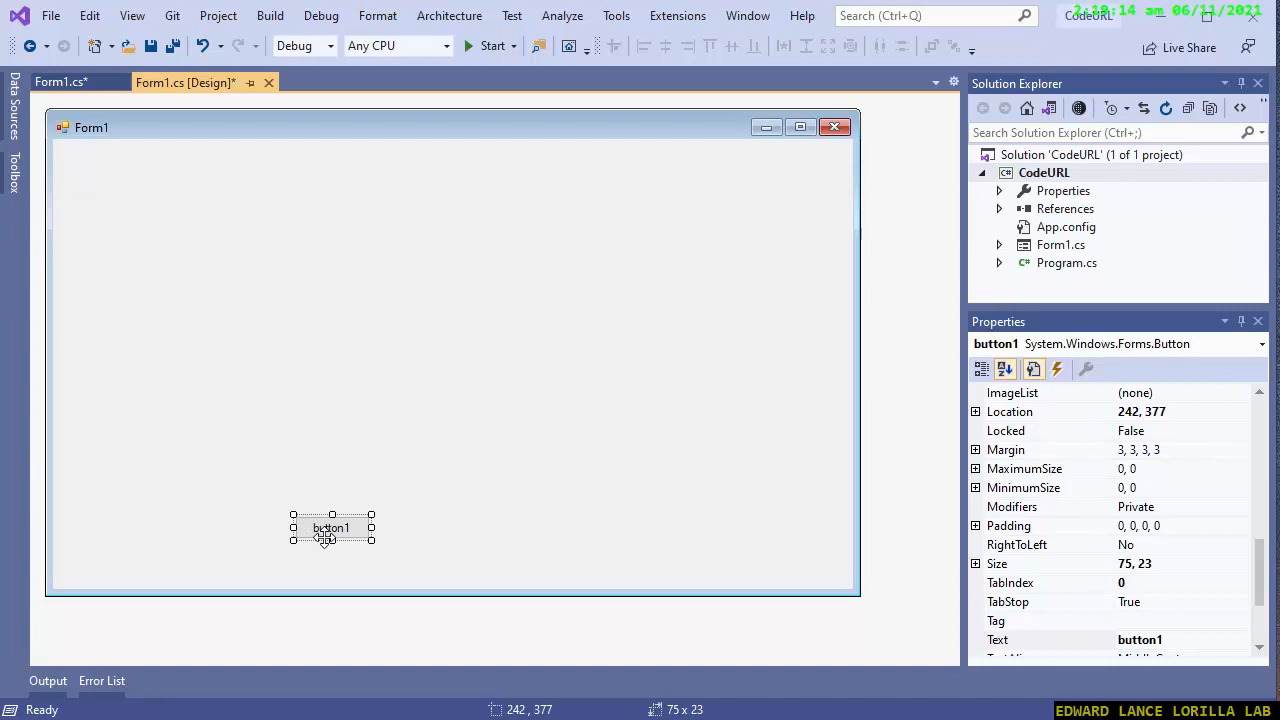 File Edit View Git Project Build Debug Format Architecture Test Analyze Tools Extensions Window Help Search (Ctrl+Q) CodeURL
2:19:14 am 06/11/2021
Debug Any CPU Start Live Share
Data Sources
Toolbox
Form1.cs* Form1.cs [Design]*
Form1
button1
Solution Explorer
Search Solution Explorer (Ctrl+;)
Solution 'CodeURL' (1 of 1 project)
C# CodeURL
Properties
References
App.config
Form1.cs
C# Program.cs
Properties
button1 System.Windows.Forms.Button
ImageList (none)
Location 242, 377
Locked False
Margin 3, 3, 3, 3
MaximumSize 0, 0
MinimumSize 0, 0
Modifiers Private
Padding 0, 0, 0, 0
RightToLeft No
Size 75, 23
TabIndex 0
TabStop True
Tag
Text button1
Output Error List
Ready 242 , 377 75 x 23
EDWARD LANCE LORILLA LAB